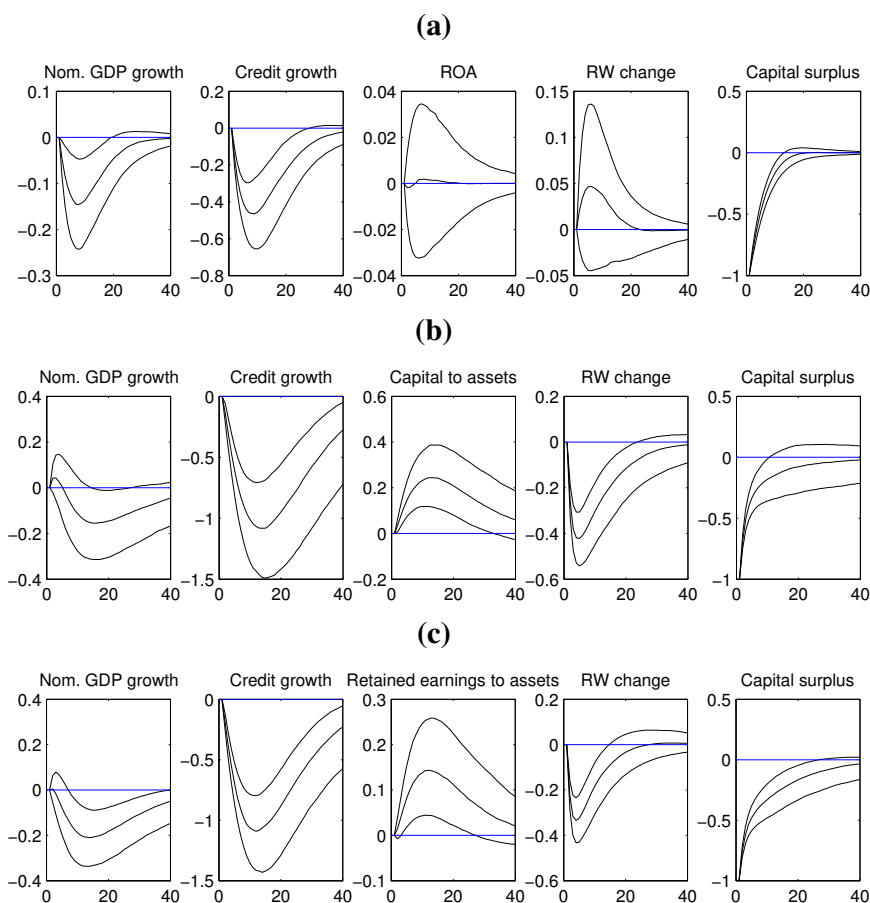 (a)
Nom. GDP growth Credit growth ROA RW change Capital surplus
0.1 0.2 0.04 0.15 0.5
0 0 0.02 0.1 0
−0.1 −0.2 0 0.05 −0.5
−0.2 −0.4 −0.02 0 −1
−0.3 −0.6 −0.04 −0.05
−0.8
0 20 40 0 20 40 0 20 40 0 20 40 0 20 40
(b)
Nom. GDP growth Credit growth Capital to assets RW change Capital surplus
0.4 0 0.6 0.2 0.5
0.2 −0.5 0.4 0 0
0 −1 0.2 −0.2 −0.5
−0.2 −1.5 0 −0.4 −1
−0.4 −0.2 −0.6
0 20 40 0 20 40 0 20 40 0 20 40 0 20 40
(c)
Nom. GDP growth Credit growth Retained earnings to assets RW change Capital surplus
0.4 0 0.3 0.2 0.5
0.2 −0.5 0.2 0 0
0 −1 0.1 −0.2 −0.5
−0.2 −1.5 0 −0.4 −1
−0.4 −0.1 −0.6
0 20 40 0 20 40 0 20 40 0 20 40 0 20 40